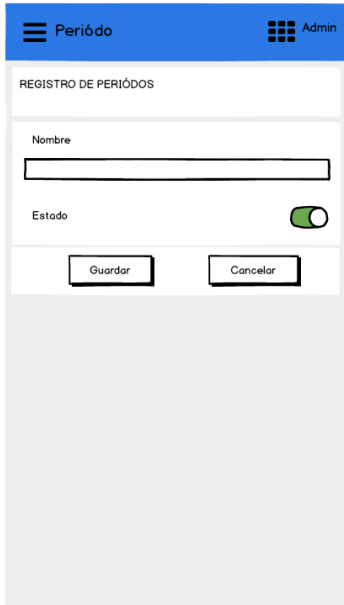 Periódo
Admin
REGISTRO DE PERIÓDOS
Nombre
Estado
Guardar
Cancelar